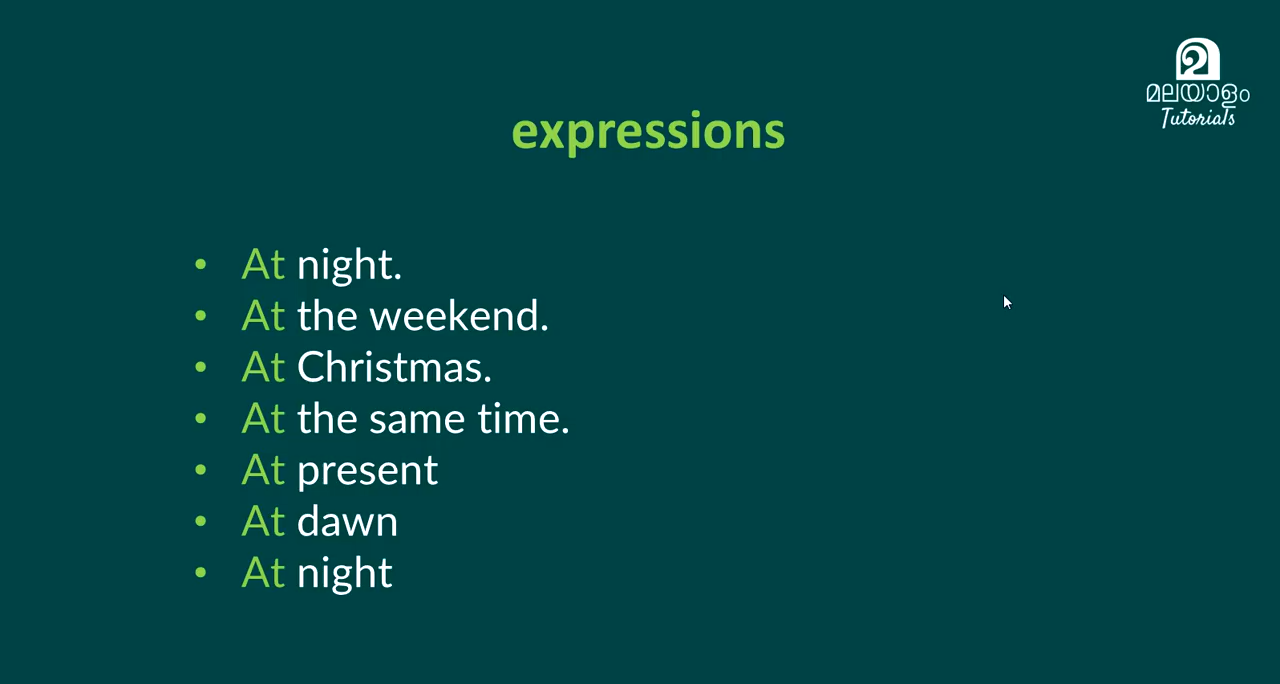 മലയാളം
Tutorials
expressions
• At night.
• At the weekend.
• At Christmas.
• At the same time.
• At present
• At dawn
• At night